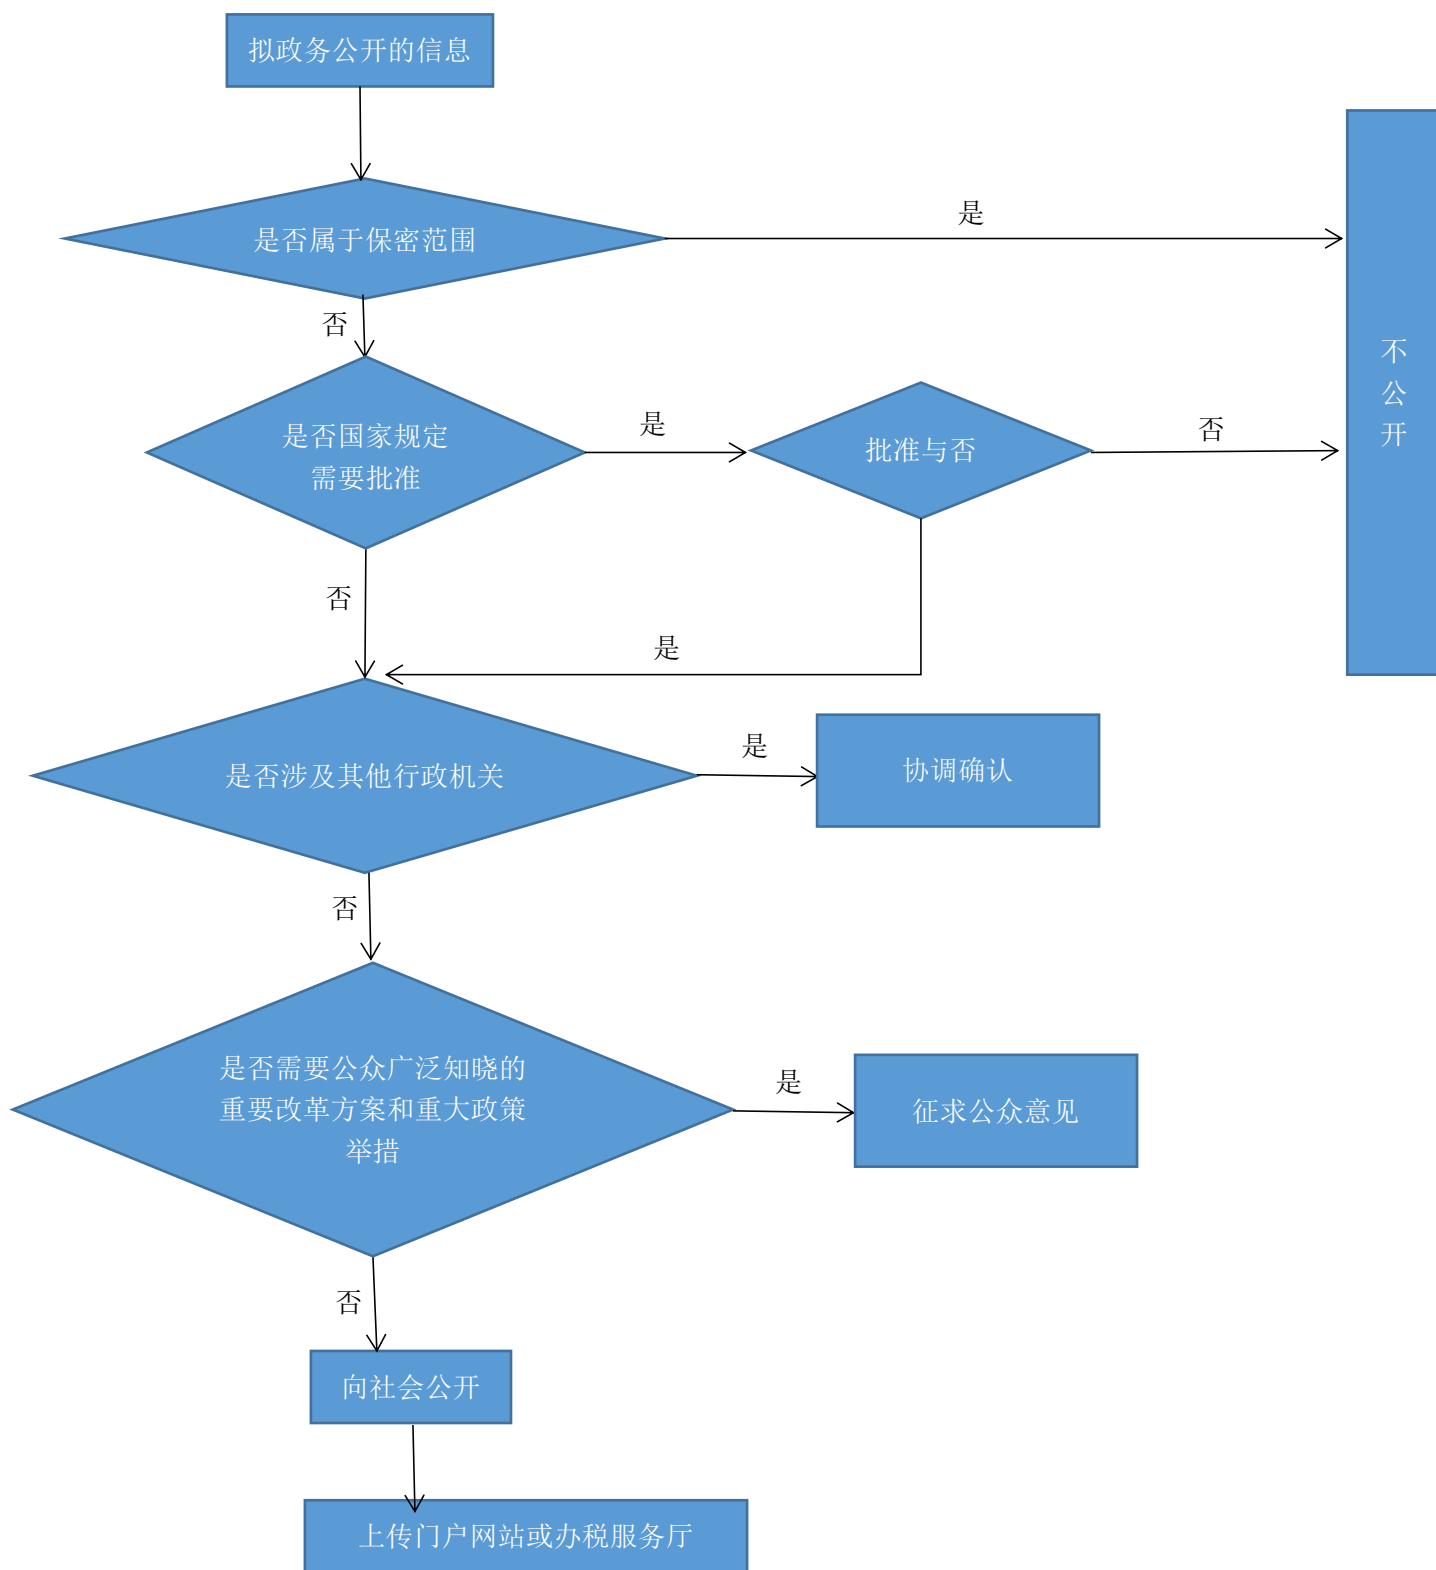 拟政务公开的信息
是
是否属于保密范围
否
不
公
开
是
否
是否国家规定
需要批准
批准与否
否
是
是
是否涉及其他行政机关
协调确认
否
是否需要公众广泛知晓的
重要改革方案和重大政策
举措
是
征求公众意见
否
向社会公开
上传门户网站或办税服务厅